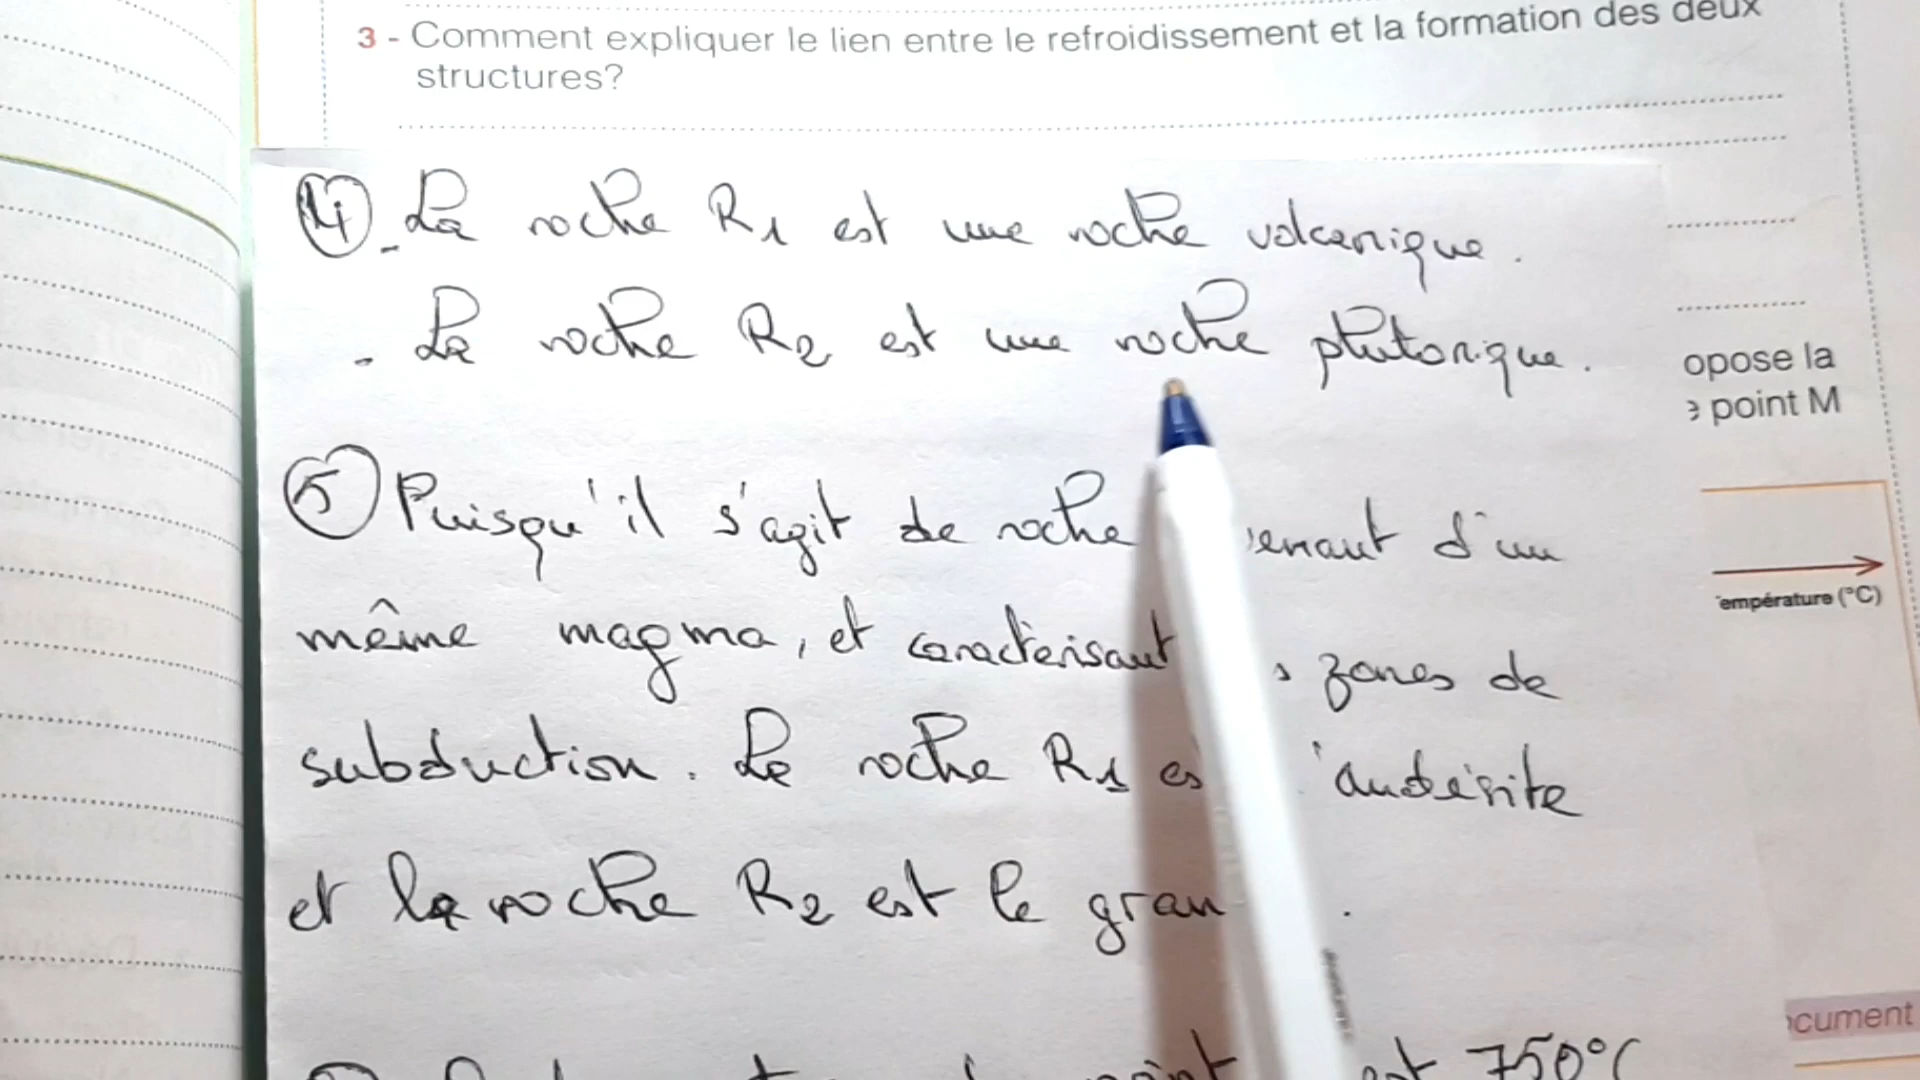 3 - Comment expliquer le lien entre le refroidissement et la formation des deux
structures?
④ - La roche R1 est une roche volcanique.
- La roche R2 est une roche plutonique.
opose la
point M
⑤ Puisqu'il s'agit de roche venant d'un
même magma, et caractérisant zones de
subduction. La roche R1 es andésite
et la roche R2 est le gran .
empérature (°C)
cument
750°C